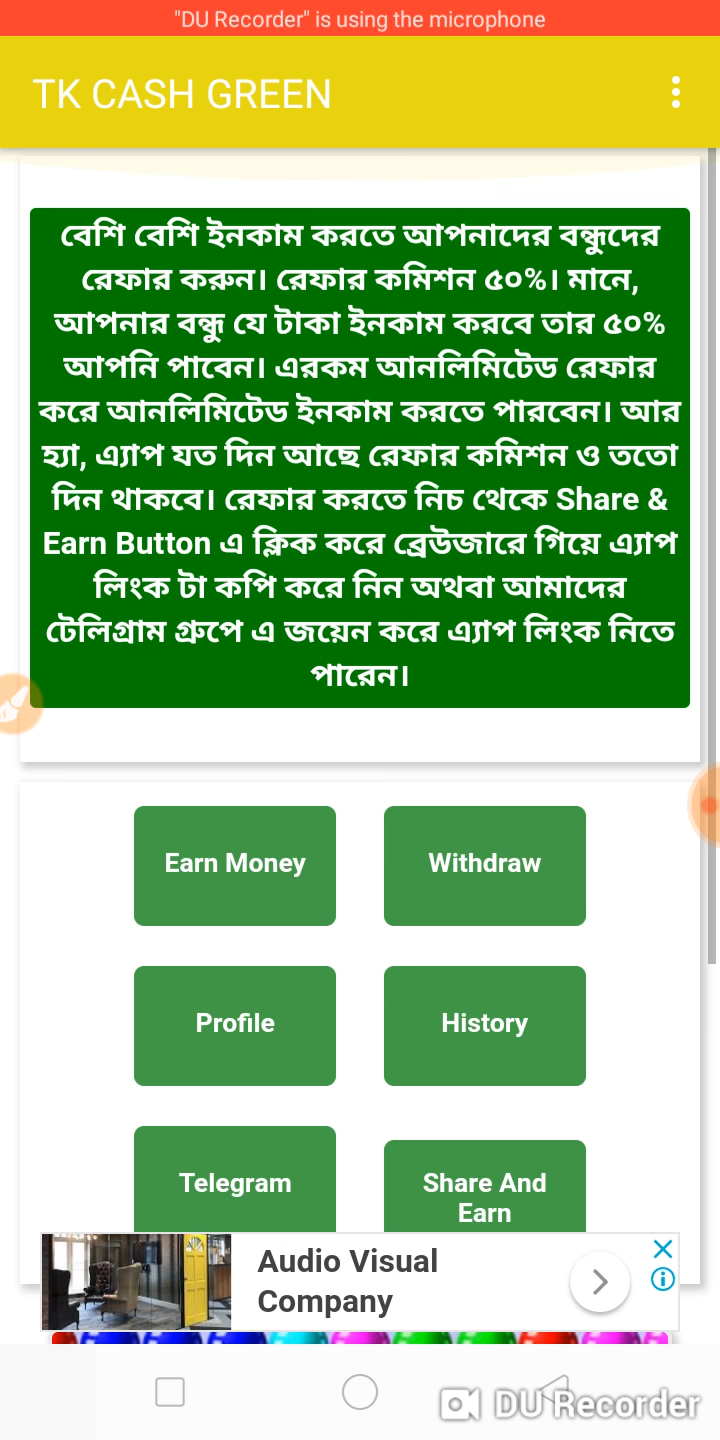 "DU Recorder" is using the microphone
TK CASH GREEN
বেশি বেশি ইনকাম করতে আপনাদের বন্ধুদের
রেফার করুন। রেফার কমিশন ৫০%। মানে,
আপনার বন্ধু যে টাকা ইনকাম করবে তার ৫০%
আপনি পাবেন। এরকম আনলিমিটেড রেফার
করে আনলিমিটেড ইনকাম করতে পারবেন। আর
হ্যা, এ্যাপ যত দিন আছে রেফার কমিশন ও ততো
দিন থাকবে। রেফার করতে নিচ থেকে Share &
Earn Button এ ক্লিক করে ব্রেউজারে গিয়ে এ্যাপ
লিংক টা কপি করে নিন অথবা আমাদের
টেলিগ্রাম গ্রুপে এ জয়েন করে এ্যাপ লিংক নিতে
পারেন।
Earn Money
Withdraw
Profile
History
Telegram
Share And
Earn
Audio Visual
Company
DU Recorder